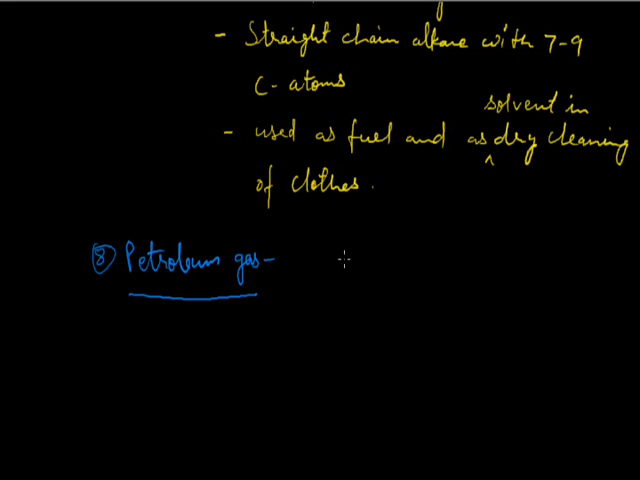 - Straight chain alkane with 7-9
C- atoms
solvent in
- used as fuel and as ^ dry cleaning
of clothes.
⑧ Petroleum gas-